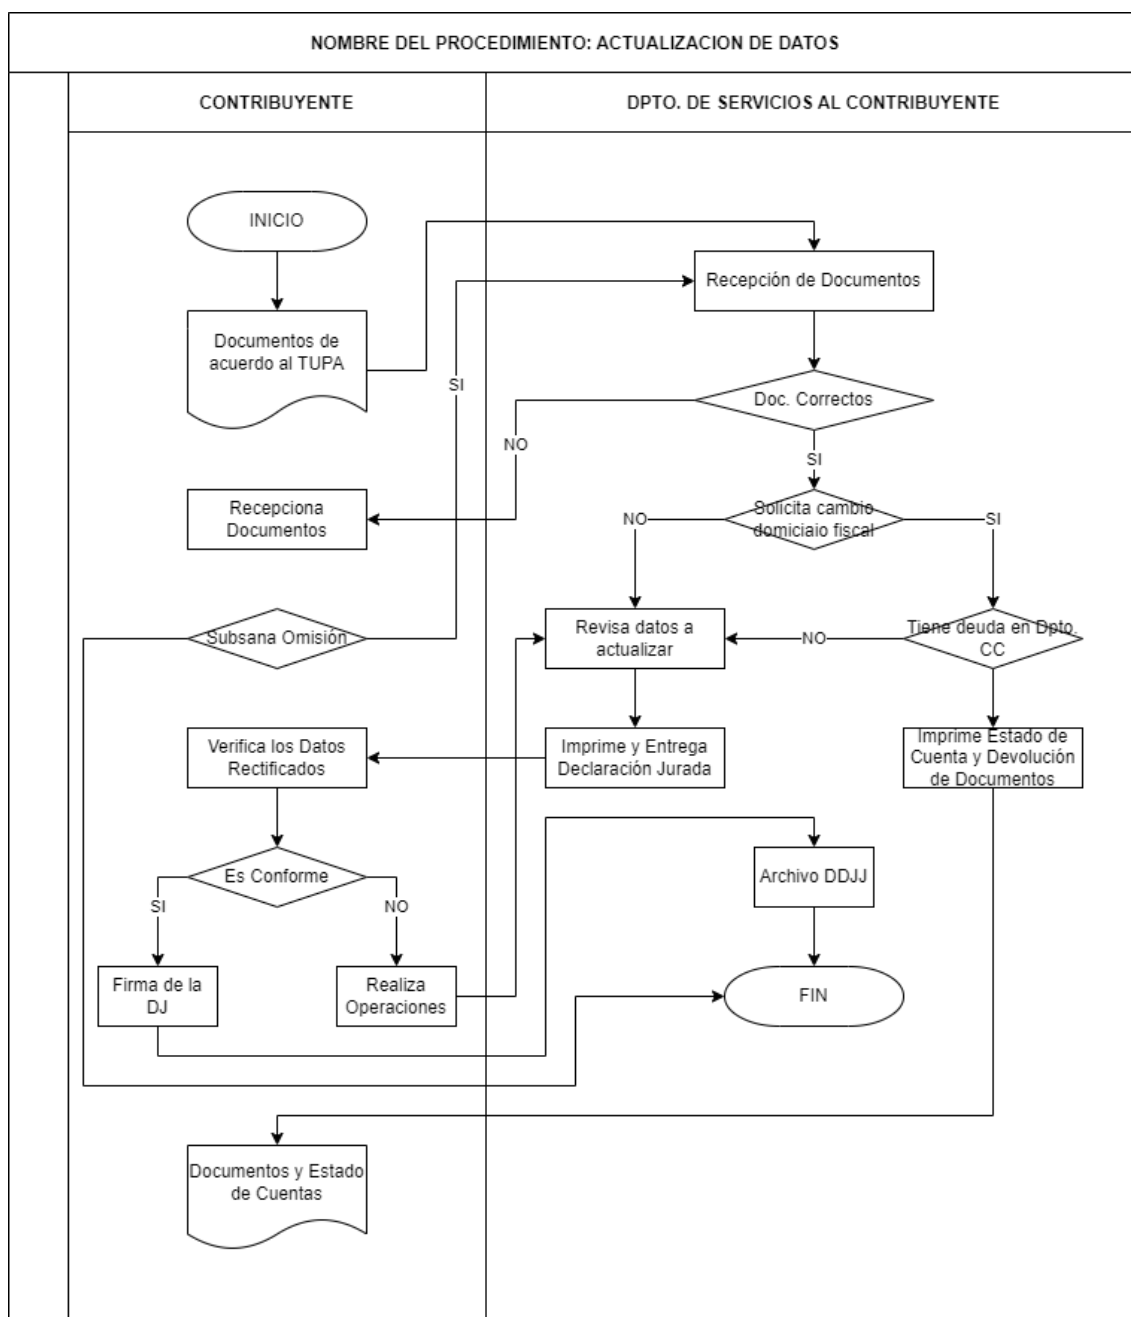 NOMBRE DEL PROCEDIMIENTO: ACTUALIZACION DE DATOS
CONTRIBUYENTE
DPTO. DE SERVICIOS AL CONTRIBUYENTE
INICIO
Recepción de Documentos
Documentos de
acuerdo al TUPA
SI
Doc. Correctos
NO
SI
Recepciona
Documentos
Solicita cambio
domiciaio fiscal
NO
SI
Subsana Omisión
Revisa datos a
actualizar
NO
Tiene deuda en Dpto.
CC
Verifica los Datos
Rectificados
Imprime y Entrega
Declaración Jurada
Imprime Estado de
Cuenta y Devolución
de Documentos
Es Conforme
Archivo DDJJ
SI
NO
Firma de la
DJ
Realiza
Operaciones
FIN
Documentos y Estado
de Cuentas